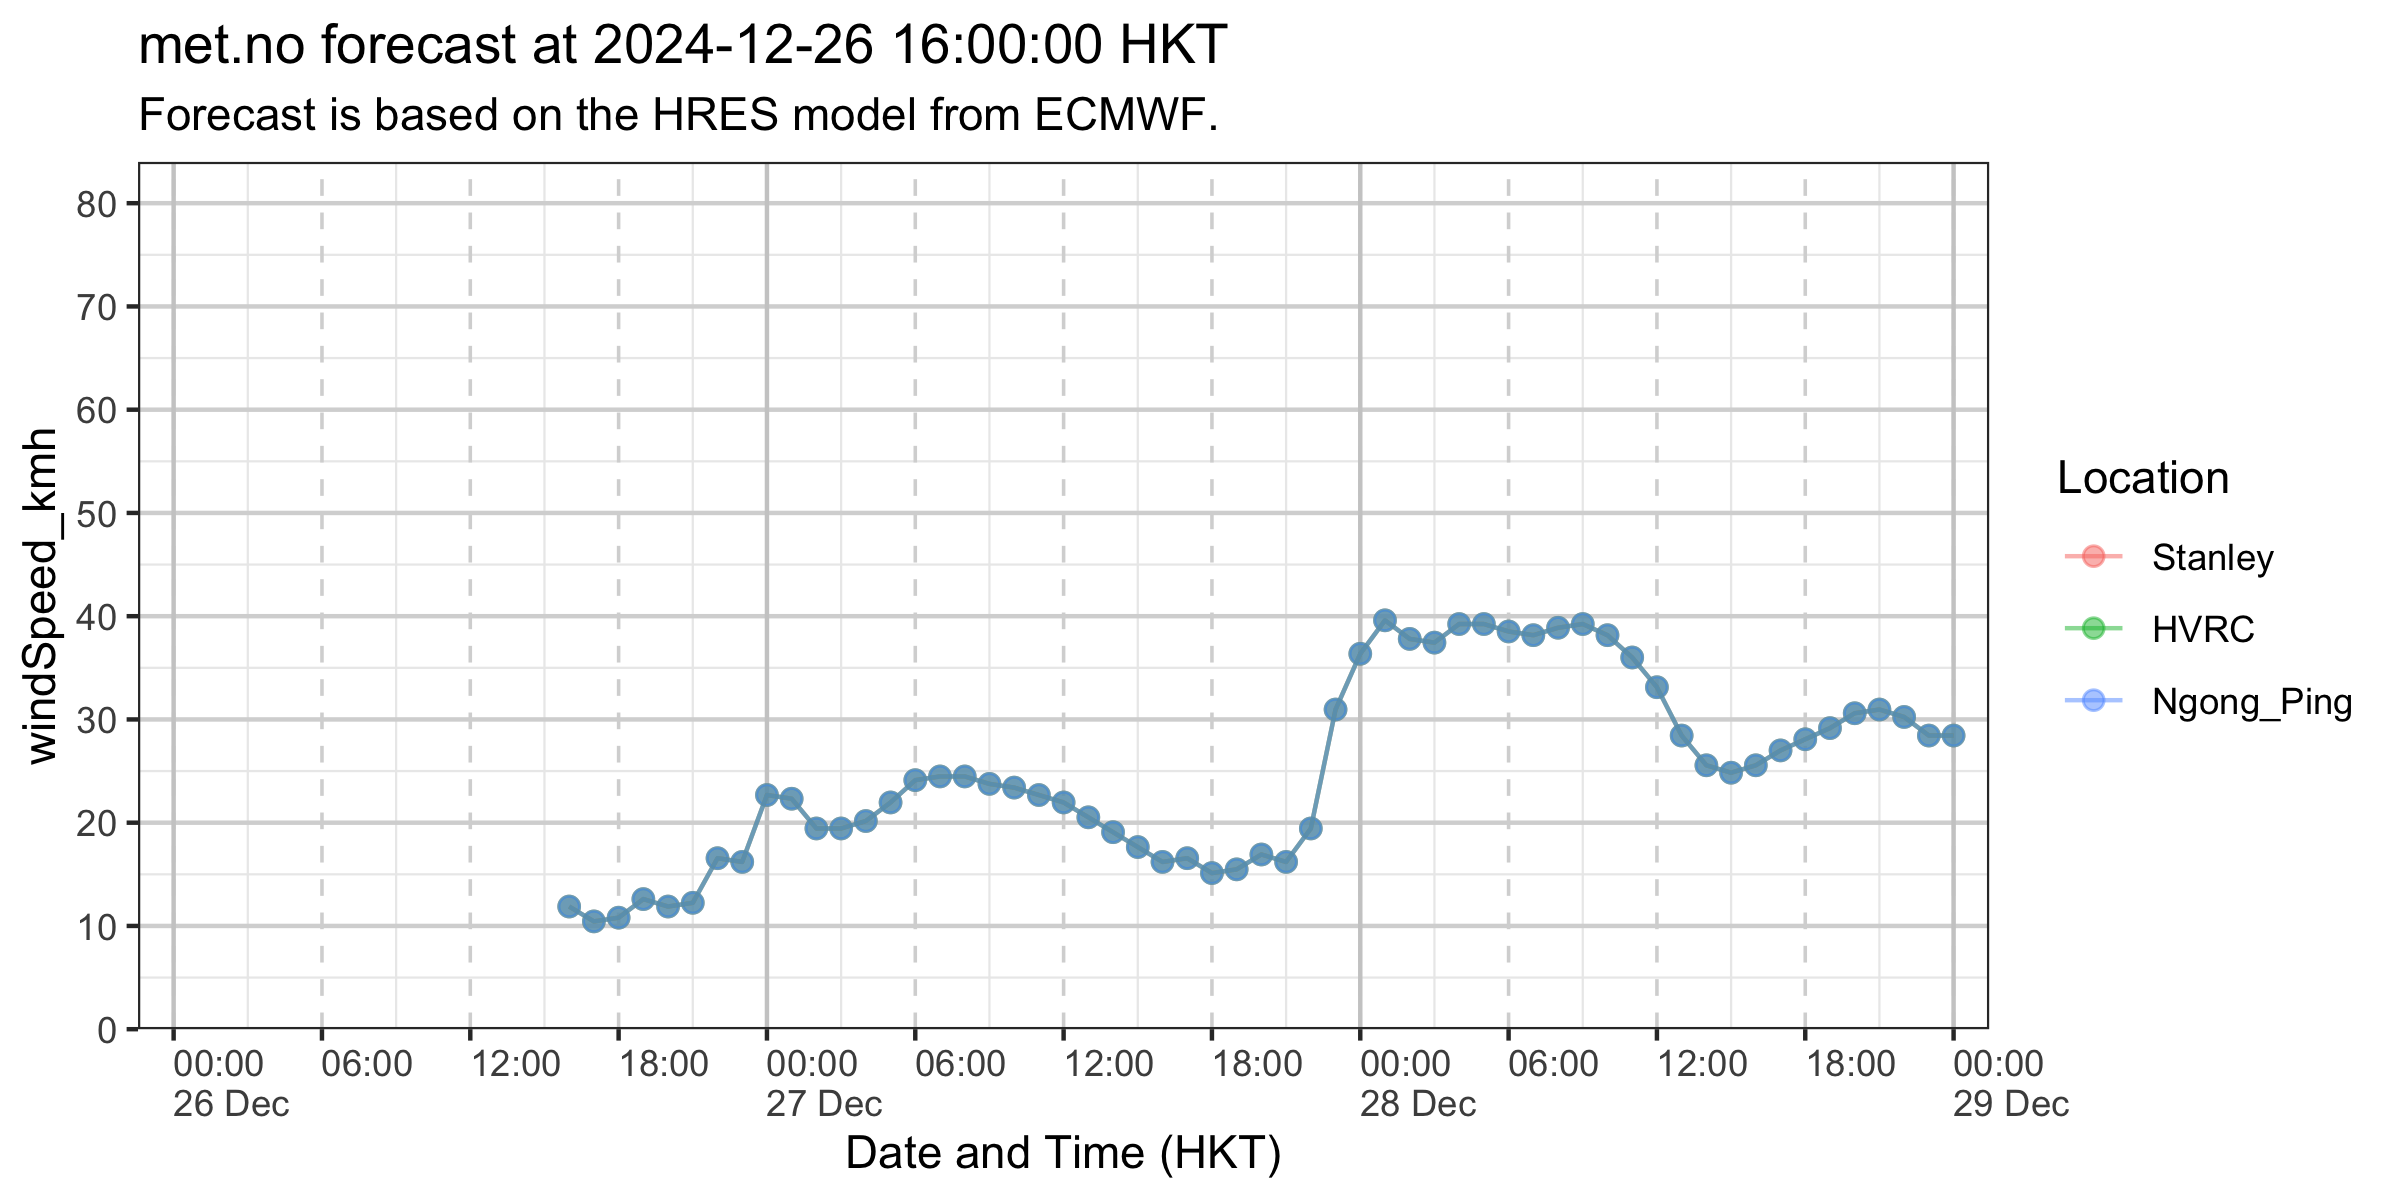 met.no forecast at 2024-12-26 16:00:00 HKT
Forecast is based on the HRES model from ECMWF.
windSpeed_kmh
80
70
60
50
40
30
20
10
0
00:00 06:00 12:00 18:00 00:00 06:00 12:00 18:00 00:00 06:00 12:00 18:00 00:00
26 Dec 27 Dec 28 Dec 29 Dec
Date and Time (HKT)
Location
Stanley
HVRC
Ngong_Ping